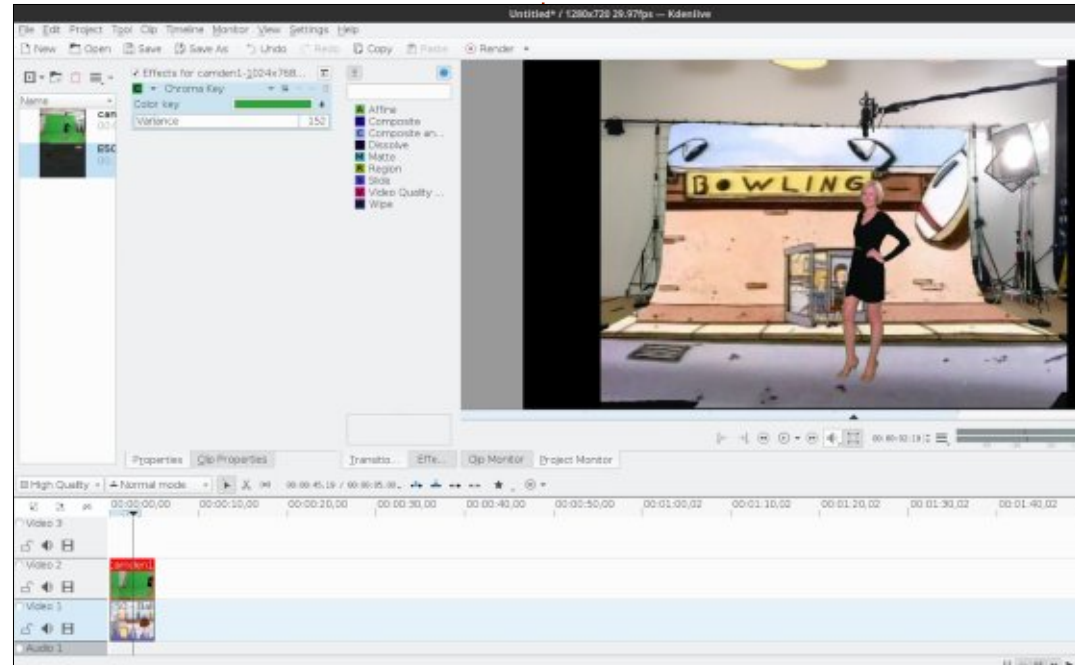 Untitled* / 1280x720 29.97fps — Kdenlive
File Edit Project Tool Clip Timeline Monitor View Settings Help
New Open Save Save As Undo Redo Copy Paste Render
Effects for camden1-1024x768...
Chroma Key
Name
Color key
Variance 152
Affine
Composite
Composite an...
Dissolve
Matte
Region
Slide
Video Quality ...
Wipe
BOWLING
Properties Clip Properties
Transitio... Effe...
Clip Monitor Project Monitor
High Quality Normal mode
00:00:00,00 00:00:10,00 00:00:20,00 00:00:30,00 00:00:40,00 00:00:50,00 00:01:00,02 00:01:10,02 00:01:20,02 00:01:30,02 00:01:40,02
Video 3
Video 2
camden1
Video 1
Audio 1